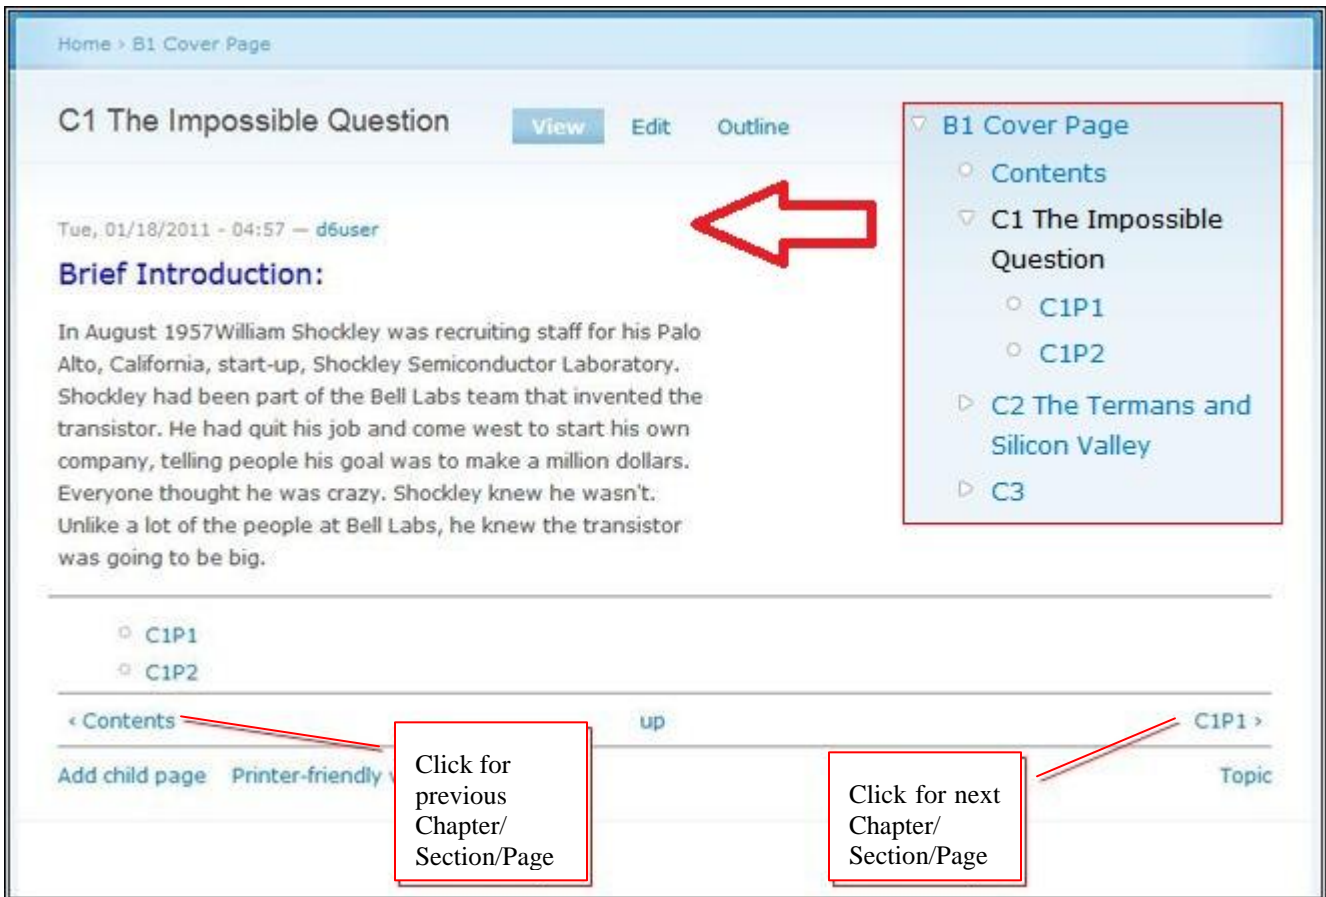 Home › B1 Cover Page
C1 The Impossible Question
View Edit Outline
Tue, 01/18/2011 - 04:57 — d6user
Brief Introduction:
In August 1957William Shockley was recruiting staff for his Palo
Alto, California, start-up, Shockley Semiconductor Laboratory.
Shockley had been part of the Bell Labs team that invented the
transistor. He had quit his job and come west to start his own
company, telling people his goal was to make a million dollars.
Everyone thought he was crazy. Shockley knew he wasn't.
Unlike a lot of the people at Bell Labs, he knew the transistor
was going to be big.
B1 Cover Page
Contents
C1 The Impossible
Question
C1P1
C1P2
C2 The Termans and
Silicon Valley
C3
C1P1
C1P2
‹ Contents up C1P1 ›
Add child page Printer-friendly Topic
Click for
previous
Chapter/
Section/Page
Click for next
Chapter/
Section/Page